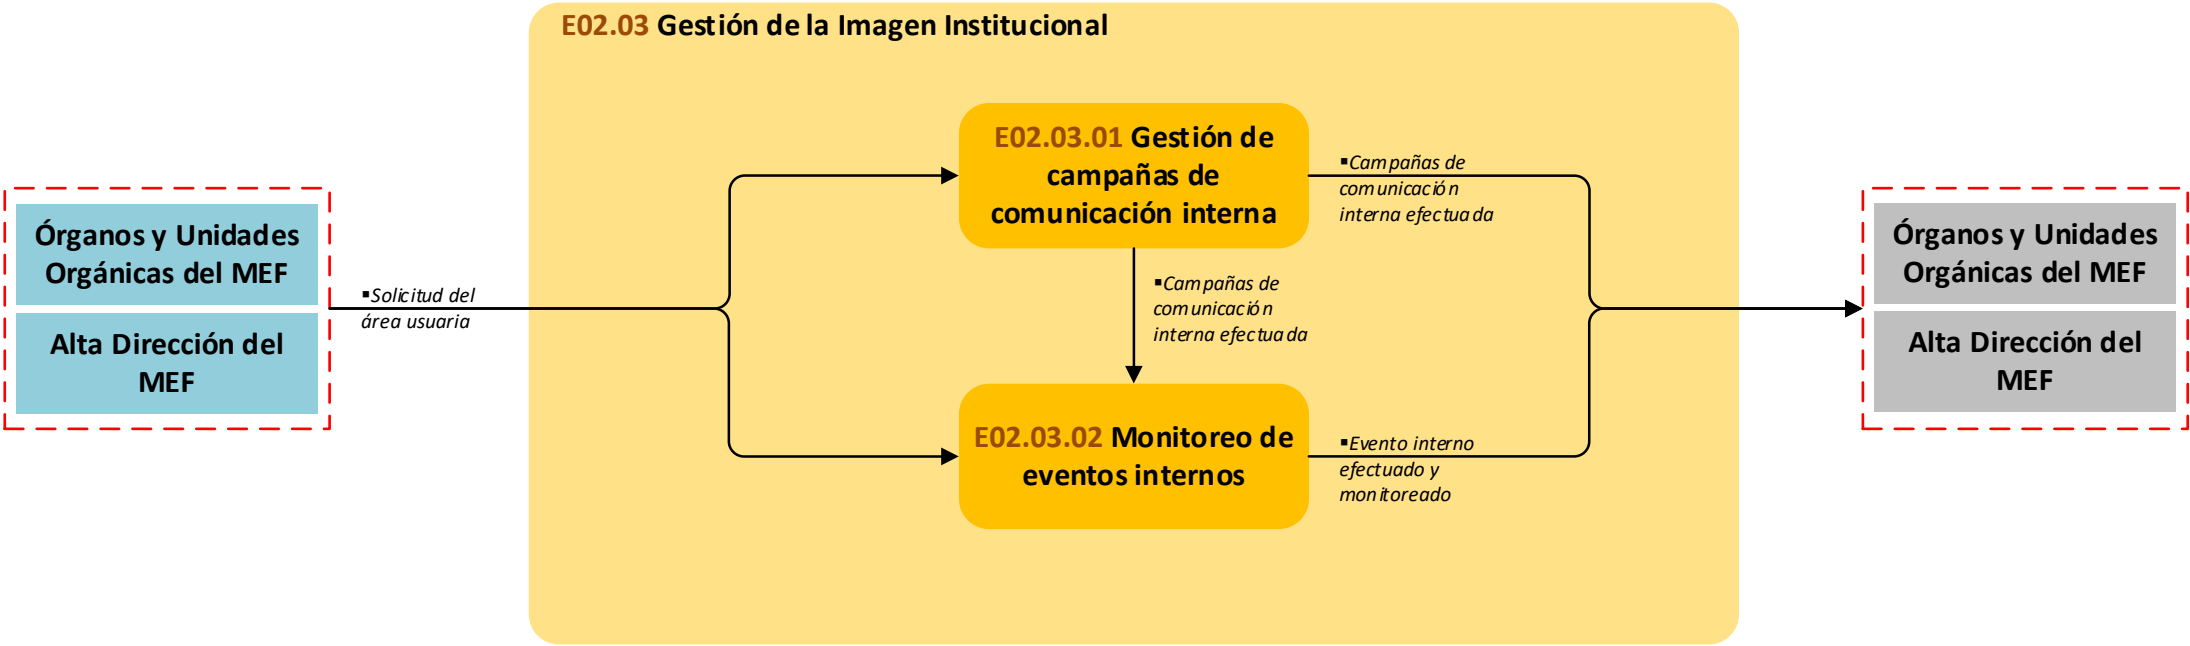 E02.03 Gestión de la Imagen Institucional
Órganos y Unidades
Orgánicas del MEF
Alta Dirección del
MEF
▪Solicitud del
área usuaria
E02.03.01 Gestión de
campañas de
comunicación interna
▪Campañas de
comunicación
interna efectuada
▪Campañas de
comunicación
interna efectuada
E02.03.02 Monitoreo de
eventos internos
▪Evento interno
efectuado y
monitoreado
Órganos y Unidades
Orgánicas del MEF
Alta Dirección del
MEF